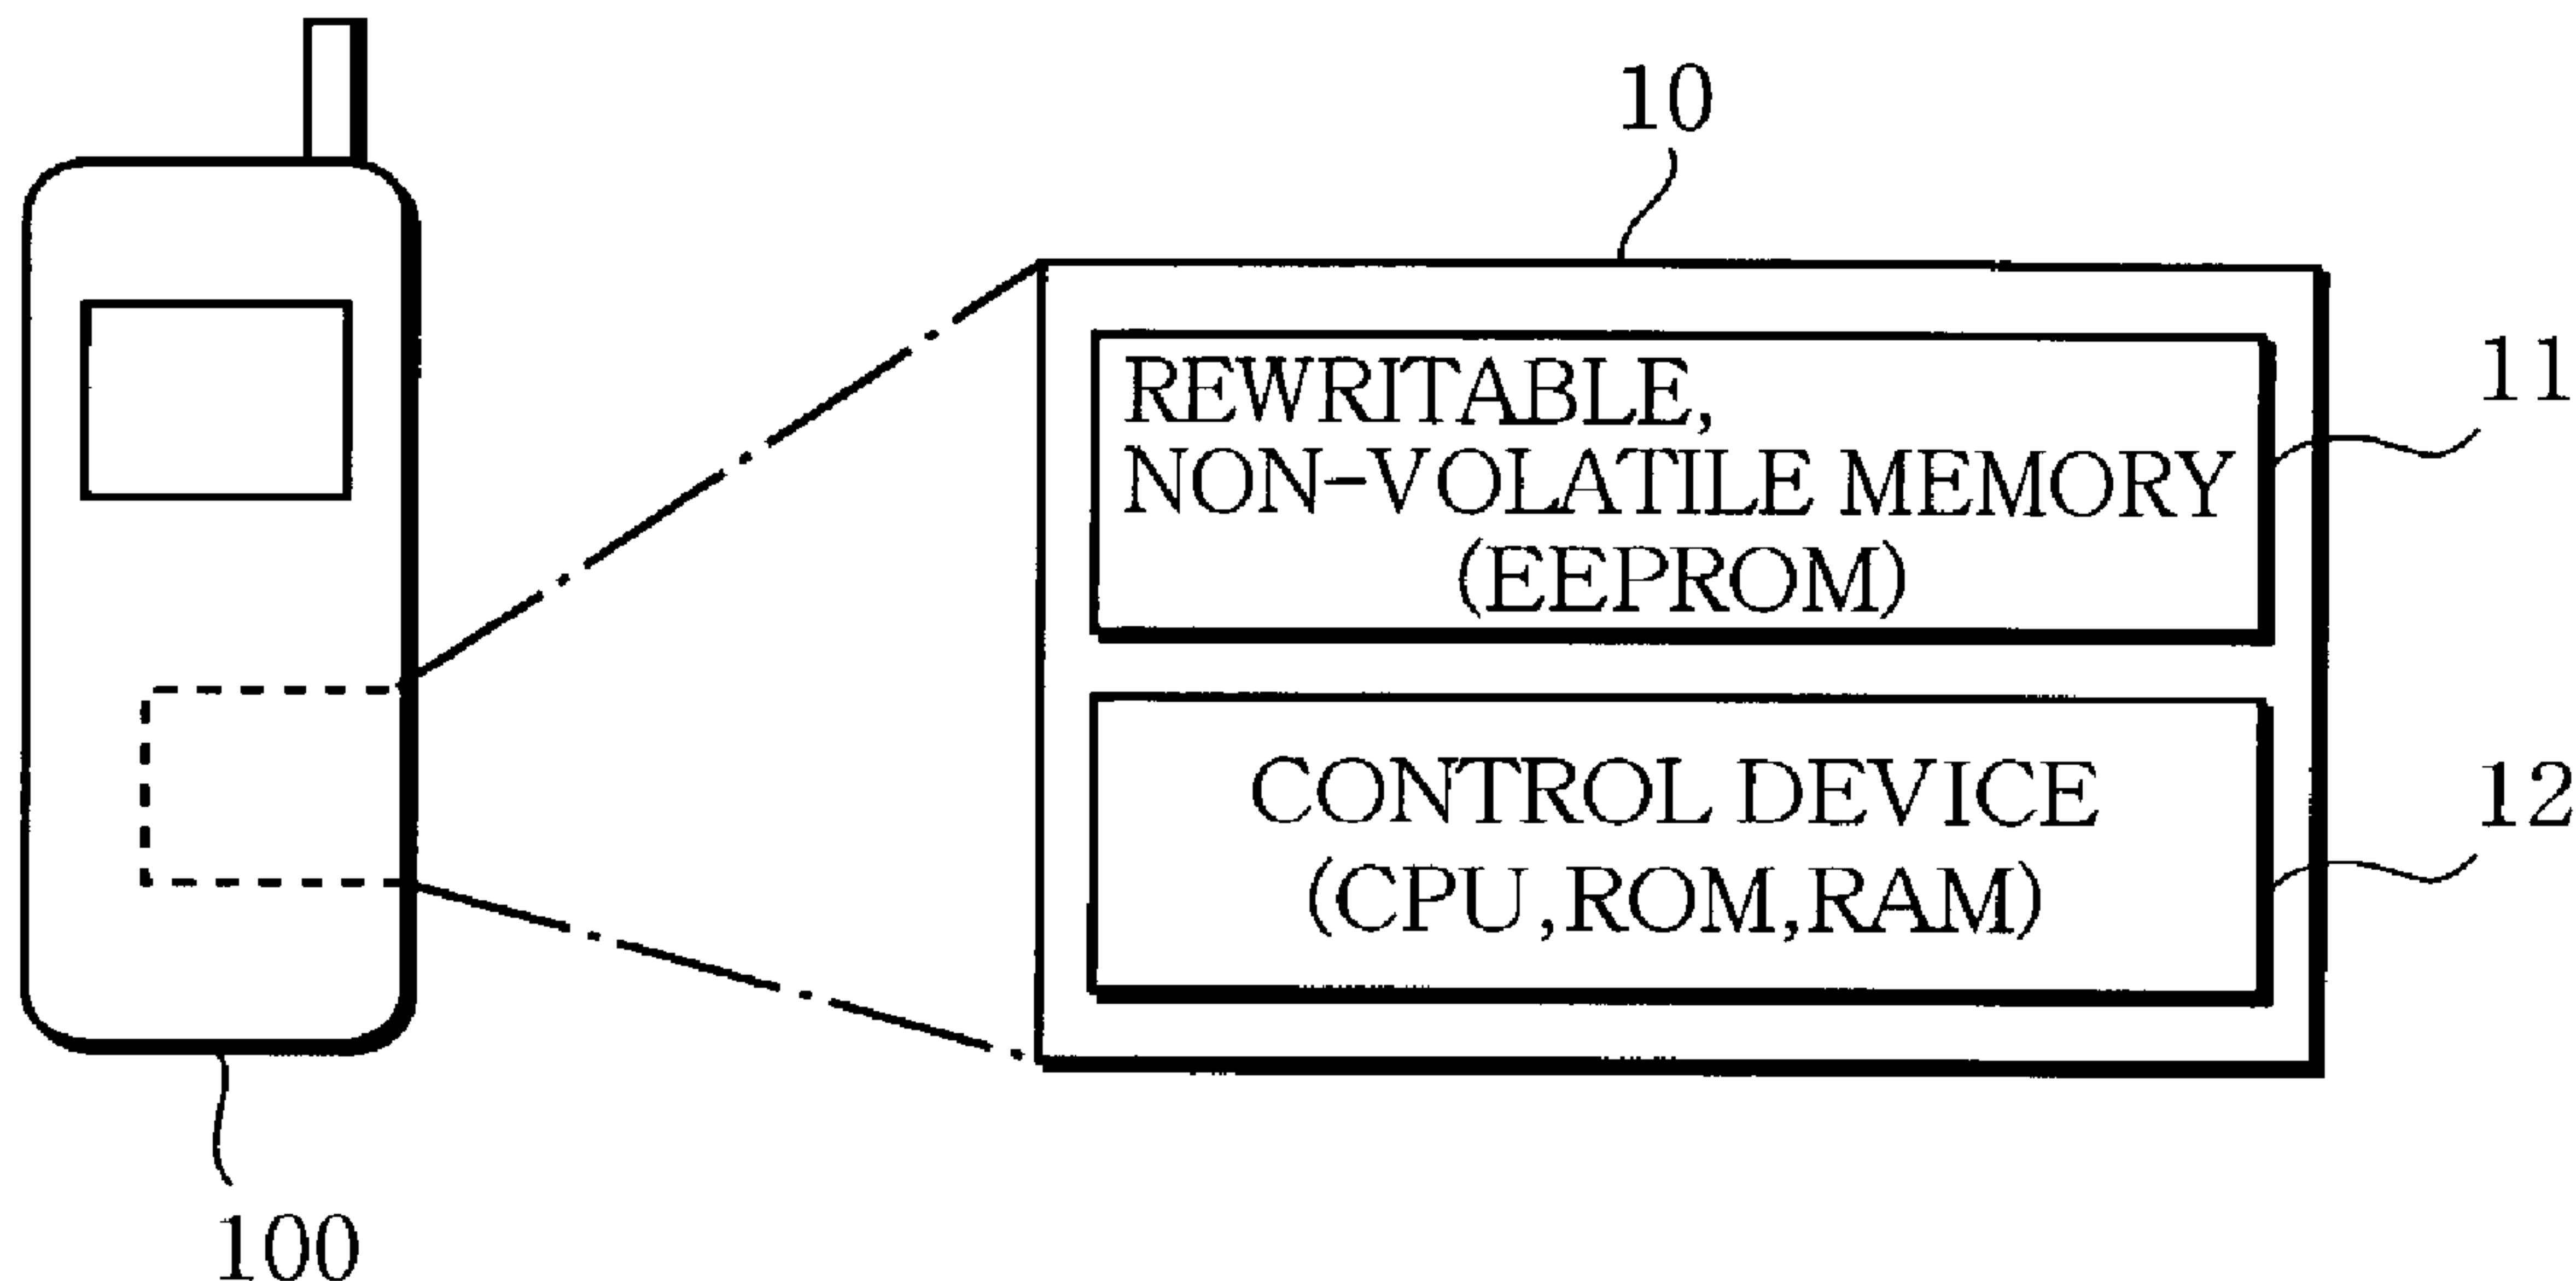 10
REWRITABLE,
NON-VOLATILE MEMORY
(EEPROM)
11
CONTROL DEVICE
(CPU,ROM,RAM)
12
100